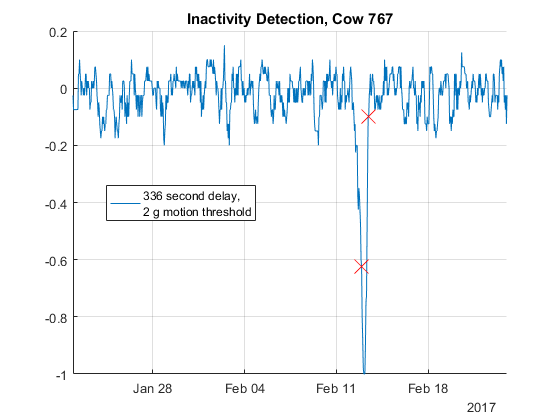 Inactivity Detection, Cow 767
0.2
0
-0.2
-0.4
-0.6
-0.8
-1
336 second delay,
2 g motion threshold
Jan 28 Feb 04 Feb 11 Feb 18
2017